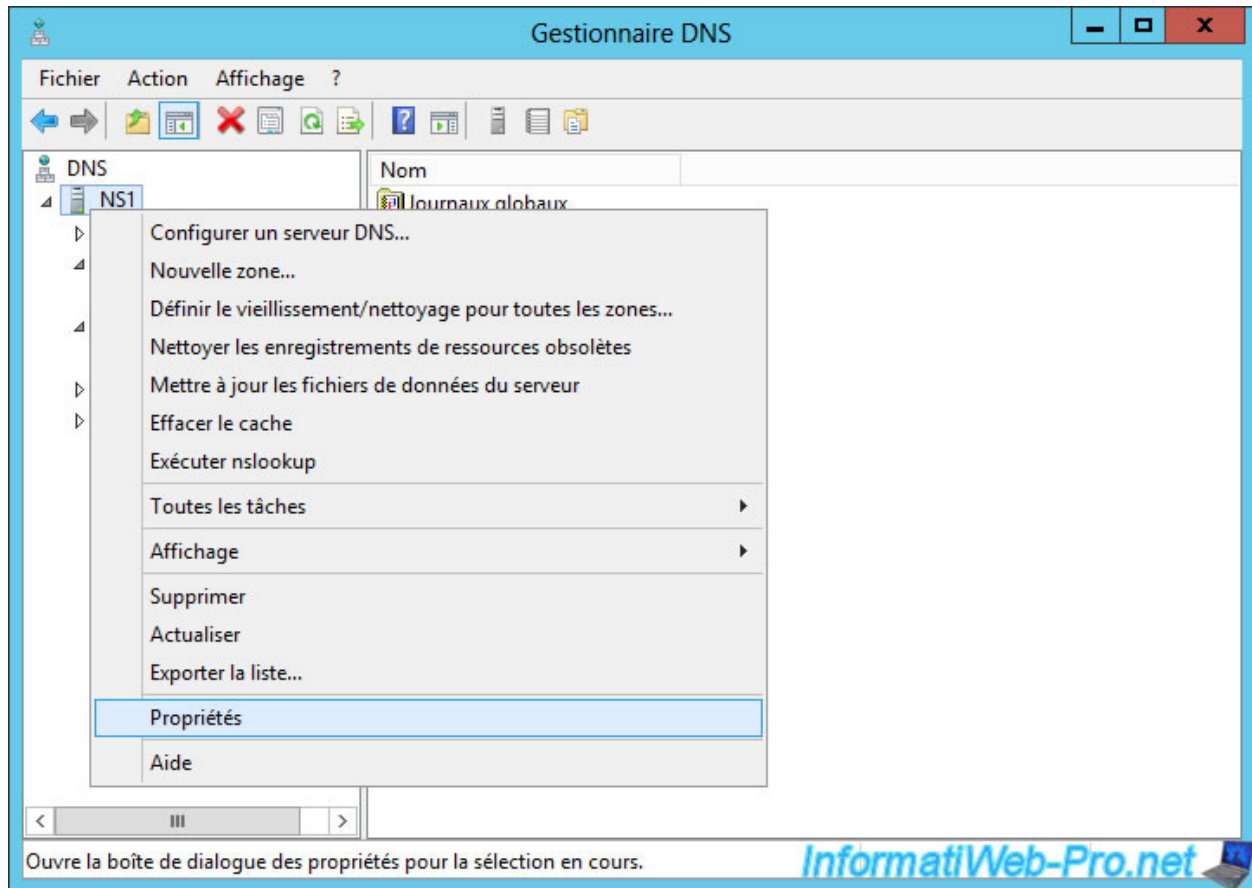 Gestionnaire DNS
Fichier Action Affichage ?
DNS
NS1
Nom
Journaux globaux
Configurer un serveur DNS...
Nouvelle zone...
Définir le vieillissement/nettoyage pour toutes les zones...
Nettoyer les enregistrements de ressources obsolètes
Mettre à jour les fichiers de données du serveur
Effacer le cache
Exécuter nslookup
Toutes les tâches
Affichage
Supprimer
Actualiser
Exporter la liste...
Propriétés
Aide
Ouvre la boîte de dialogue des propriétés pour la sélection en cours.
InformatiWeb-Pro.net